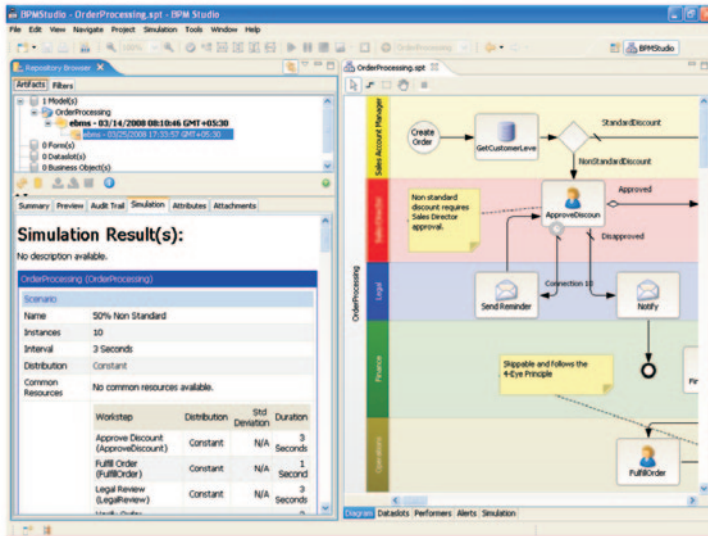 BPMStudio - OrderProcessing.spt - BPM Studio
File Edit View Navigate Project Simulation Tools Window Help
100%
OrderProcessing
BPMStudio
Repository Browser
Artifacts Filters
1 Model(s)
OrderProcessing
ebms - 03/14/2008 08:10:46 GMT+05:30
ebms - 03/25/2008 17:33:57 GMT+05:30
0 Form(s)
0 Dataslot(s)
0 Business Object(s)
Summary Preview Audit Trail Simulation Attributes Attachments
Simulation Result(s):
No description available.
OrderProcessing (OrderProcessing)
Scenario
Name 50% Non Standard
Instances 10
Interval 3 Seconds
Distribution Constant
Common Resources No common resources available.
Workstep Distribution Std Deviation Duration
Approve Discount (ApproveDiscount) Constant N/A 3 Seconds
Fulfill Order (FulfillOrder) Constant N/A 1 Second
Legal Review (LegalReview) Constant N/A 3 Seconds
OrderProcessing.spt
OrderProcessing
Sales Account Manager
Create Order
GetCustomerLeve
StandardDiscount
NonStandardDiscount
Sales Director
Non standard
discount requires
Sales Director
approval.
ApproveDiscoun
Approved
Disapproved
Legal
Send Reminder
Connection 10
Notify
Finance
Skippable and follows the
4-Eye Principle
Fin
Operations
FulfillOrder
Diagram Dataslots Performers Alerts Simulation